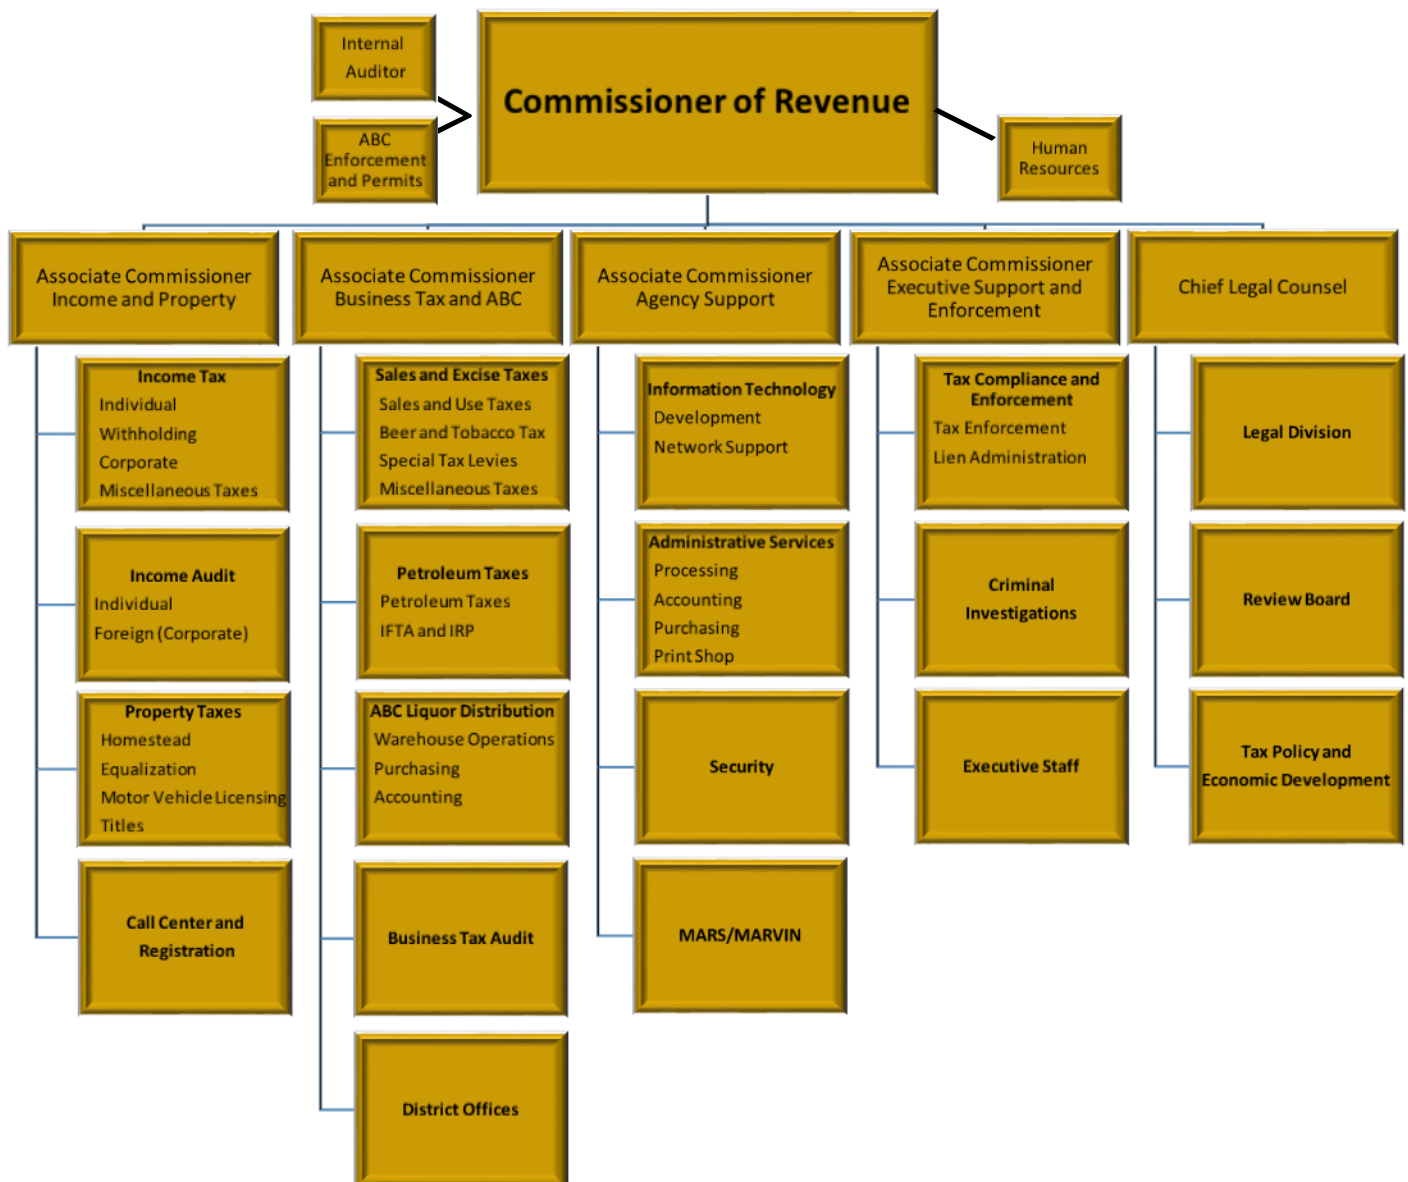 Internal
Auditor
ABC
Enforcement
and Permits
Commissioner of Revenue
Human
Resources
Associate Commissioner
Income and Property
Income Tax
Individual
Withholding
Corporate
Miscellaneous Taxes
Income Audit
Individual
Foreign (Corporate)
Property Taxes
Homestead
Equalization
Motor Vehicle Licensing
Titles
Call Center and
Registration
Associate Commissioner
Business Tax and ABC
Sales and Excise Taxes
Sales and Use Taxes
Beer and Tobacco Tax
Special Tax Levies
Miscellaneous Taxes
Petroleum Taxes
Petroleum Taxes
IFTA and IRP
ABC Liquor Distribution
Warehouse Operations
Purchasing
Accounting
Business Tax Audit
District Offices
Associate Commissioner
Agency Support
Information Technology
Development
Network Support
Administrative Services
Processing
Accounting
Purchasing
Print Shop
Security
MARS/MARVIN
Associate Commissioner
Executive Support and
Enforcement
Tax Compliance and
Enforcement
Tax Enforcement
Lien Administration
Criminal
Investigations
Executive Staff
Chief Legal Counsel
Legal Division
Review Board
Tax Policy and
Economic Development